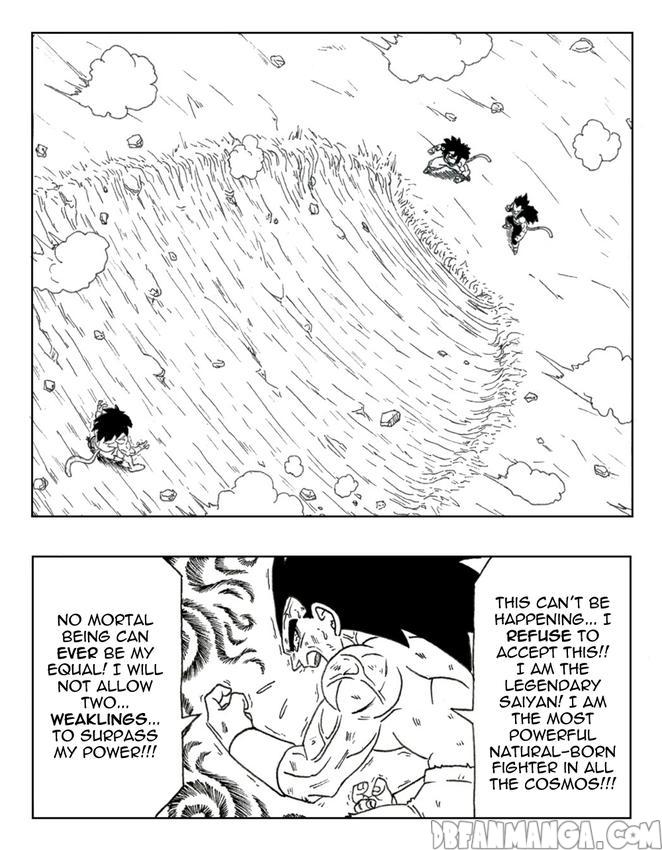 THIS CAN'T BE
HAPPENING... I
REFUSE TO
ACCEPT THIS!!
I AM THE
LEGENDARY
SAIYAN! I AM
THE MOST
POWERFUL
NATURAL-BORN
FIGHTER IN ALL
THE COSMOS!!!
NO MORTAL
BEING CAN
EVER BE MY
EQUAL! I WILL
NOT ALLOW
TWO...
WEAKLINGS...
TO SURPASS
MY POWER!!!
DBFANMANGA.COM